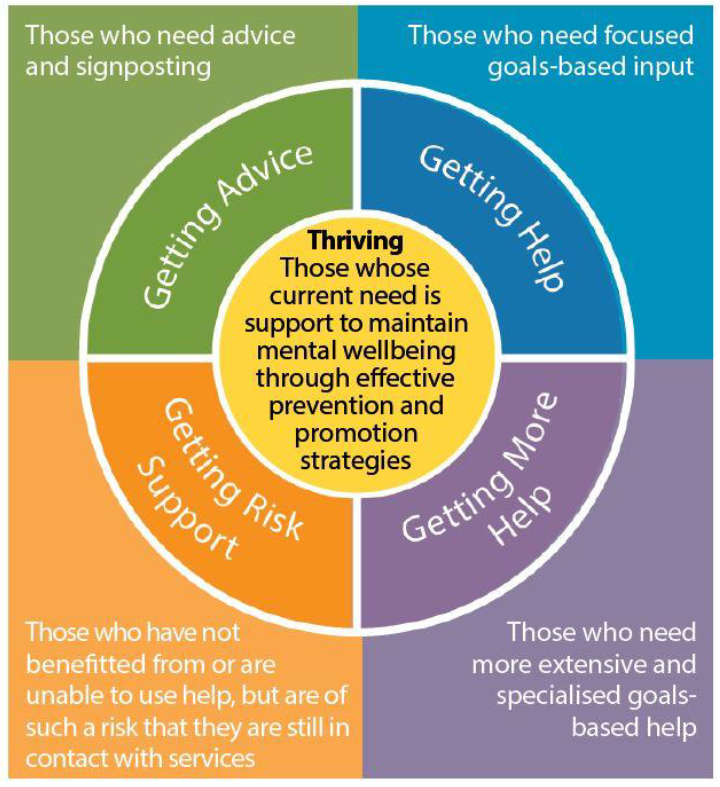 Those who need advice
and signposting
Those who need focused
goals-based input
Getting Advice
Getting Help
Thriving
Those whose
current need is
support to maintain
mental wellbeing
through effective
prevention and
promotion
strategies
Getting Risk
Support
Getting More
Help
Those who have not
benefitted from or are
unable to use help, but are of
such a risk that they are still in
contact with services
Those who need
more extensive and
specialised goals-
based help